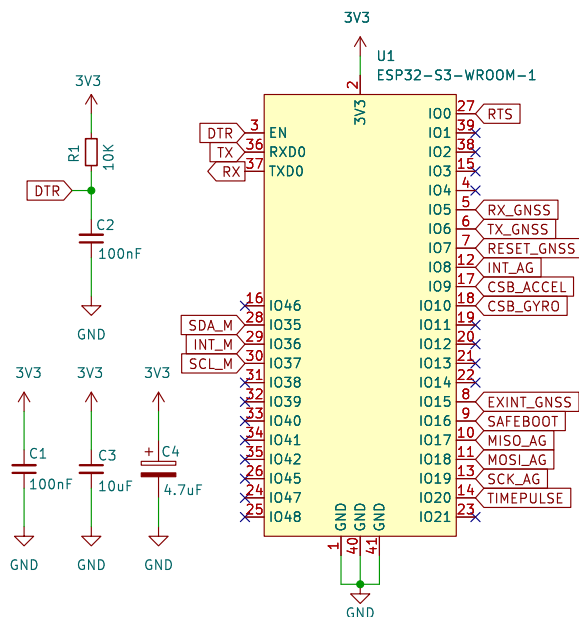 3V3
U1
ESP32-S3-WROOM-1
2
3V3
3V3
R1
10K
DTR
C2
100nF
GND
DTR
3
EN
TX
36
RXD0
RX
37
TXD0
IO0
27
RTS
IO1
39
IO2
38
IO3
15
IO4
4
IO5
5
RX_GNSS
IO6
6
TX_GNSS
IO7
7
RESET_GNSS
IO8
12
INT_AG
IO9
17
CSB_ACCEL
16
IO46
IO10
18
CSB_GYRO
SDA_M
28
IO35
IO11
19
INT_M
29
IO36
IO12
20
SCL_M
30
IO37
IO13
21
31
IO38
IO14
22
32
IO39
IO15
8
EXINT_GNSS
33
IO40
IO16
9
SAFEBOOT
34
IO41
IO17
10
MISO_AG
35
IO42
IO18
11
MOSI_AG
26
IO45
IO19
13
SCK_AG
24
IO47
IO20
14
TIMEPULSE
25
IO48
IO21
23
GND
GND
GND
1
40
41
GND
3V3
3V3
3V3
C1
100nF
C3
10uF
+
C4
4.7uF
GND
GND
GND